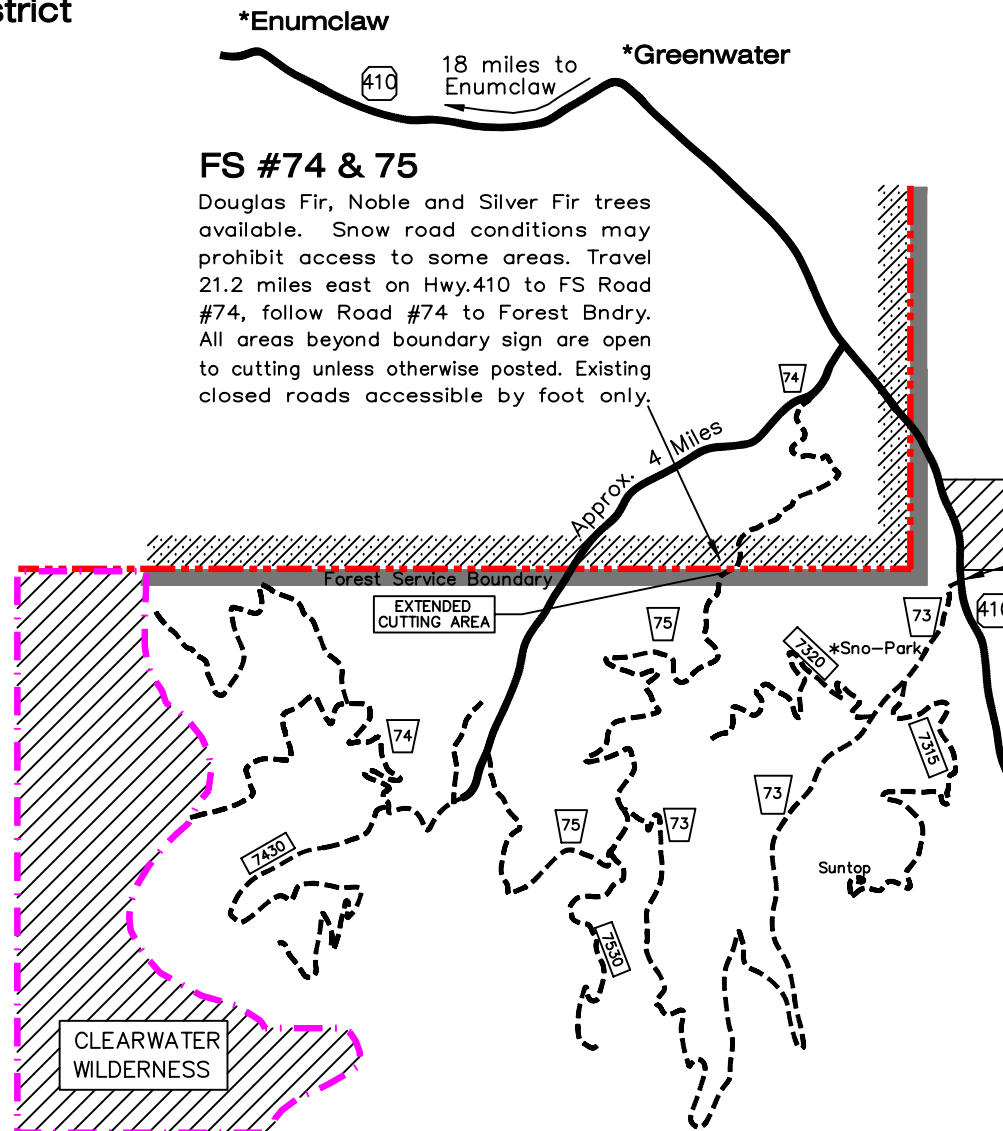 strict
*Enumclaw
*Greenwater
18 miles to
Enumclaw
410
FS #74 & 75
Douglas Fir, Noble and Silver Fir trees
available. Snow road conditions may
prohibit access to some areas. Travel
21.2 miles east on Hwy.410 to FS Road
#74, follow Road #74 to Forest Bndry.
All areas beyond boundary sign are open
to cutting unless otherwise posted. Existing
closed roads accessible by foot only.
74
Approx. 4 Miles
Forest Service Boundary
EXTENDED
CUTTING AREA
75
73
410
7320
*Sno-Park
74
7315
73
75
73
7430
Suntop
7530
CLEARWATER
WILDERNESS